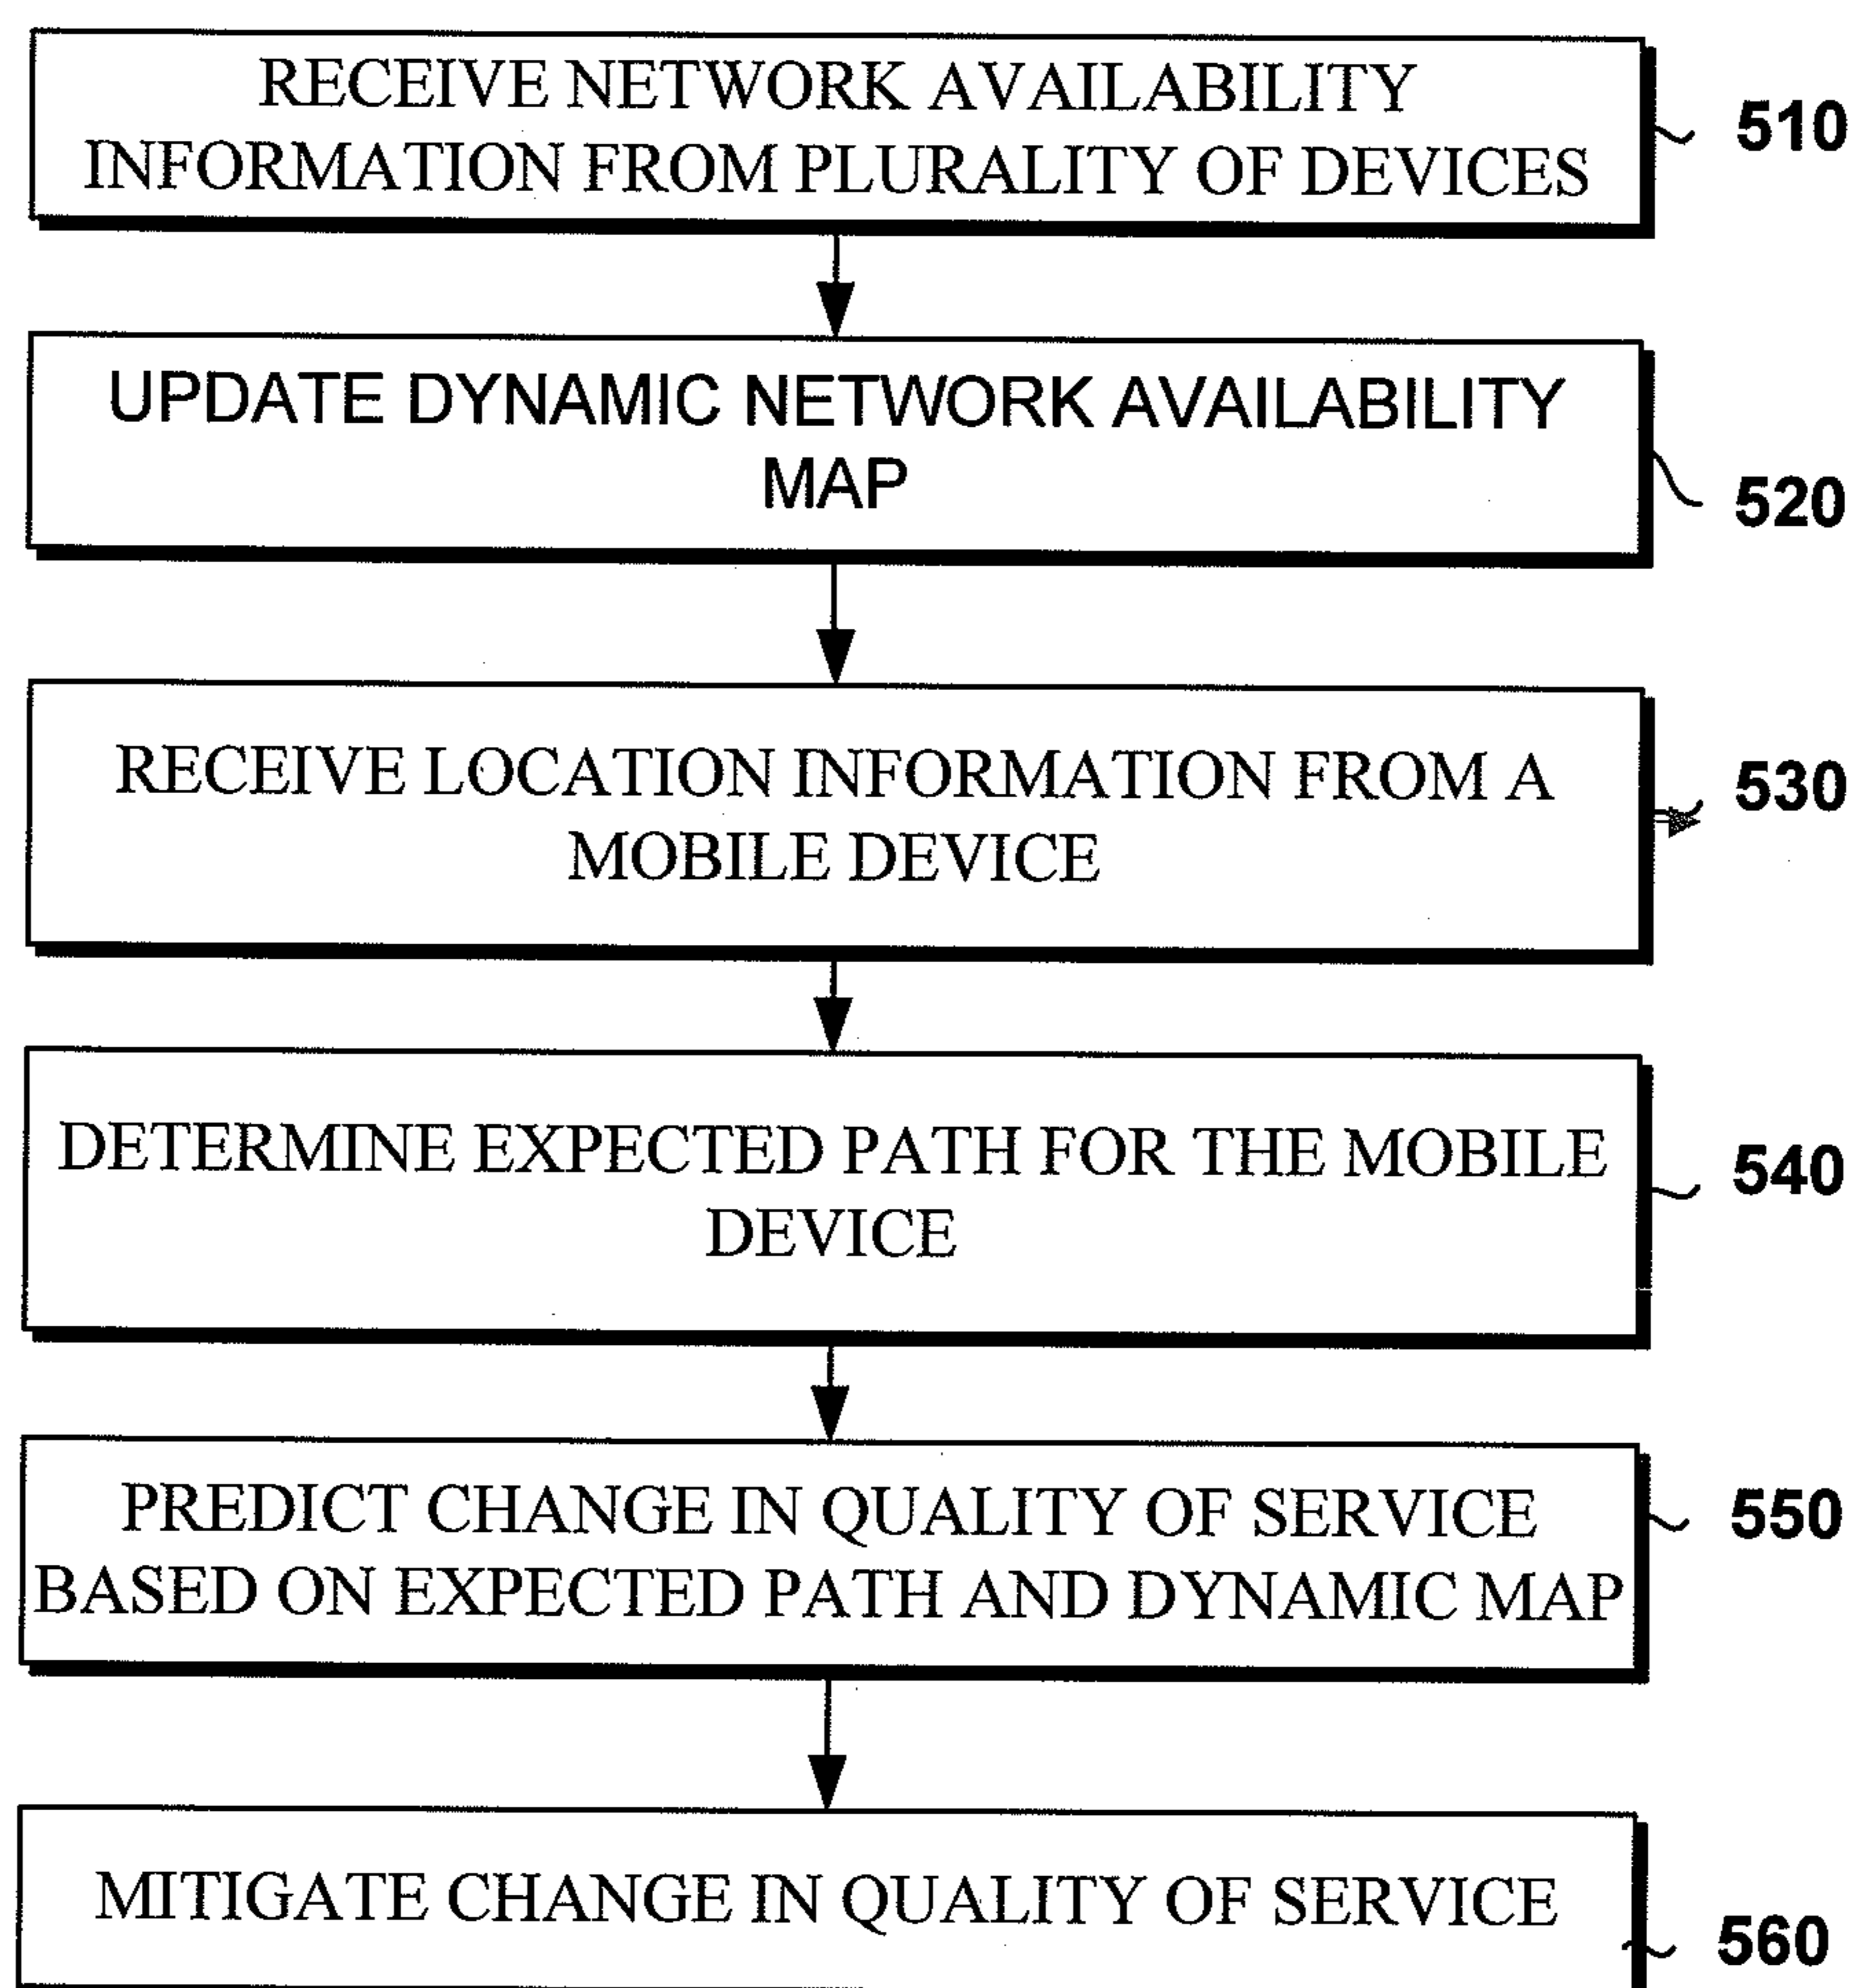 RECEIVE NETWORK AVAILABILITY
INFORMATION FROM PLURALITY OF DEVICES
510
UPDATE DYNAMIC NETWORK AVAILABILITY
MAP
520
RECEIVE LOCATION INFORMATION FROM A
MOBILE DEVICE
530
DETERMINE EXPECTED PATH FOR THE MOBILE
DEVICE
540
PREDICT CHANGE IN QUALITY OF SERVICE
BASED ON EXPECTED PATH AND DYNAMIC MAP
550
MITIGATE CHANGE IN QUALITY OF SERVICE
560